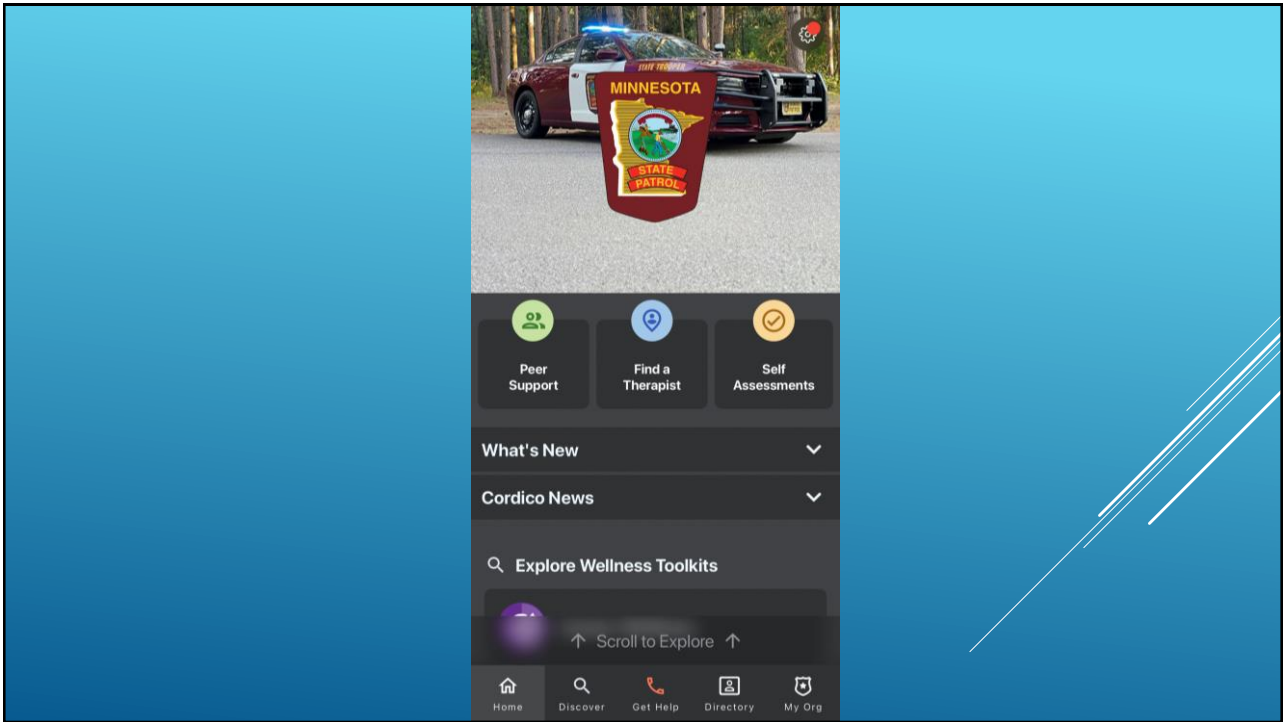 STATE TROOPER
MINNESOTA
STATE
PATROL
Peer
Support
Find a
Therapist
Self
Assessments
What's New
Cordico News
Explore Wellness Toolkits
↑ Scroll to Explore ↑
Home
Discover
Get Help
Directory
My Org